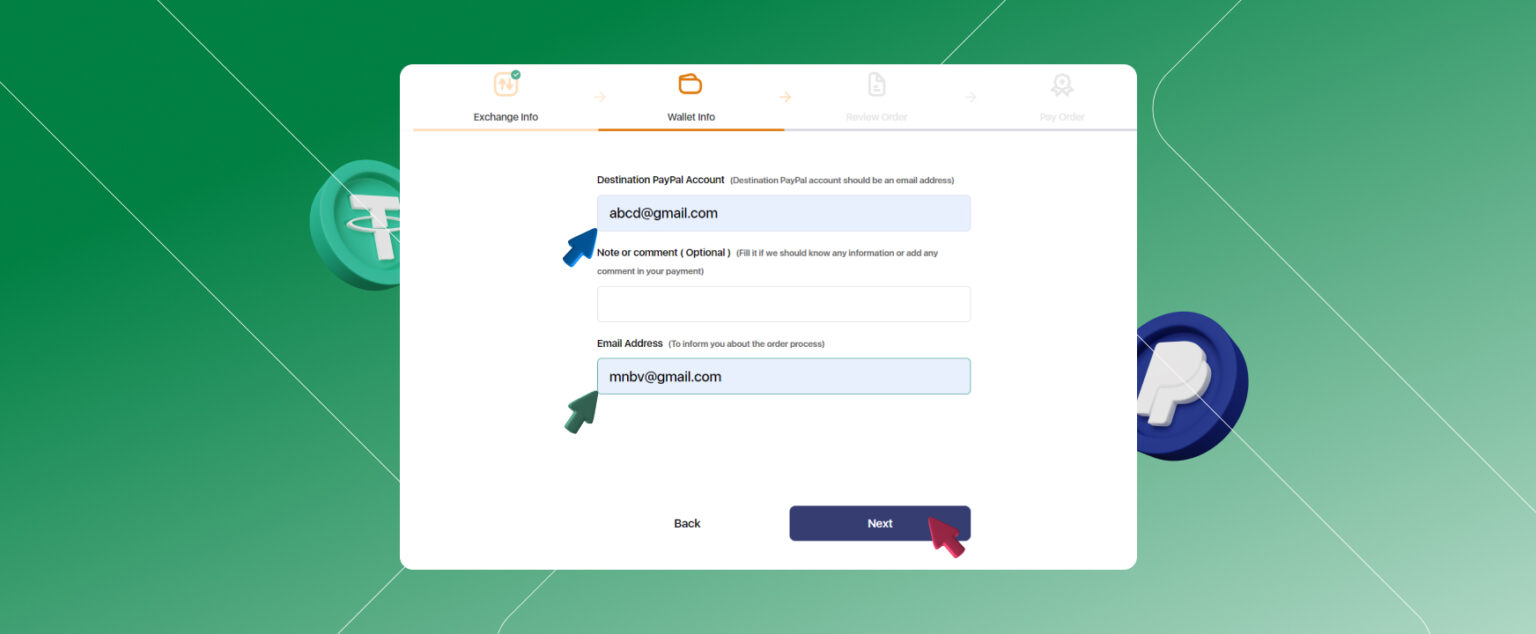 Exchange Info
Wallet Info
Review Order
Pay Order
Destination PayPal Account (Destination PayPal account should be an email address)
abcd@gmail.com
Note or comment ( Optional ) (Fill it if we should know any information or add any
comment in your payment)
Email Address (To inform you about the order process)
mnbv@gmail.com
Back
Next